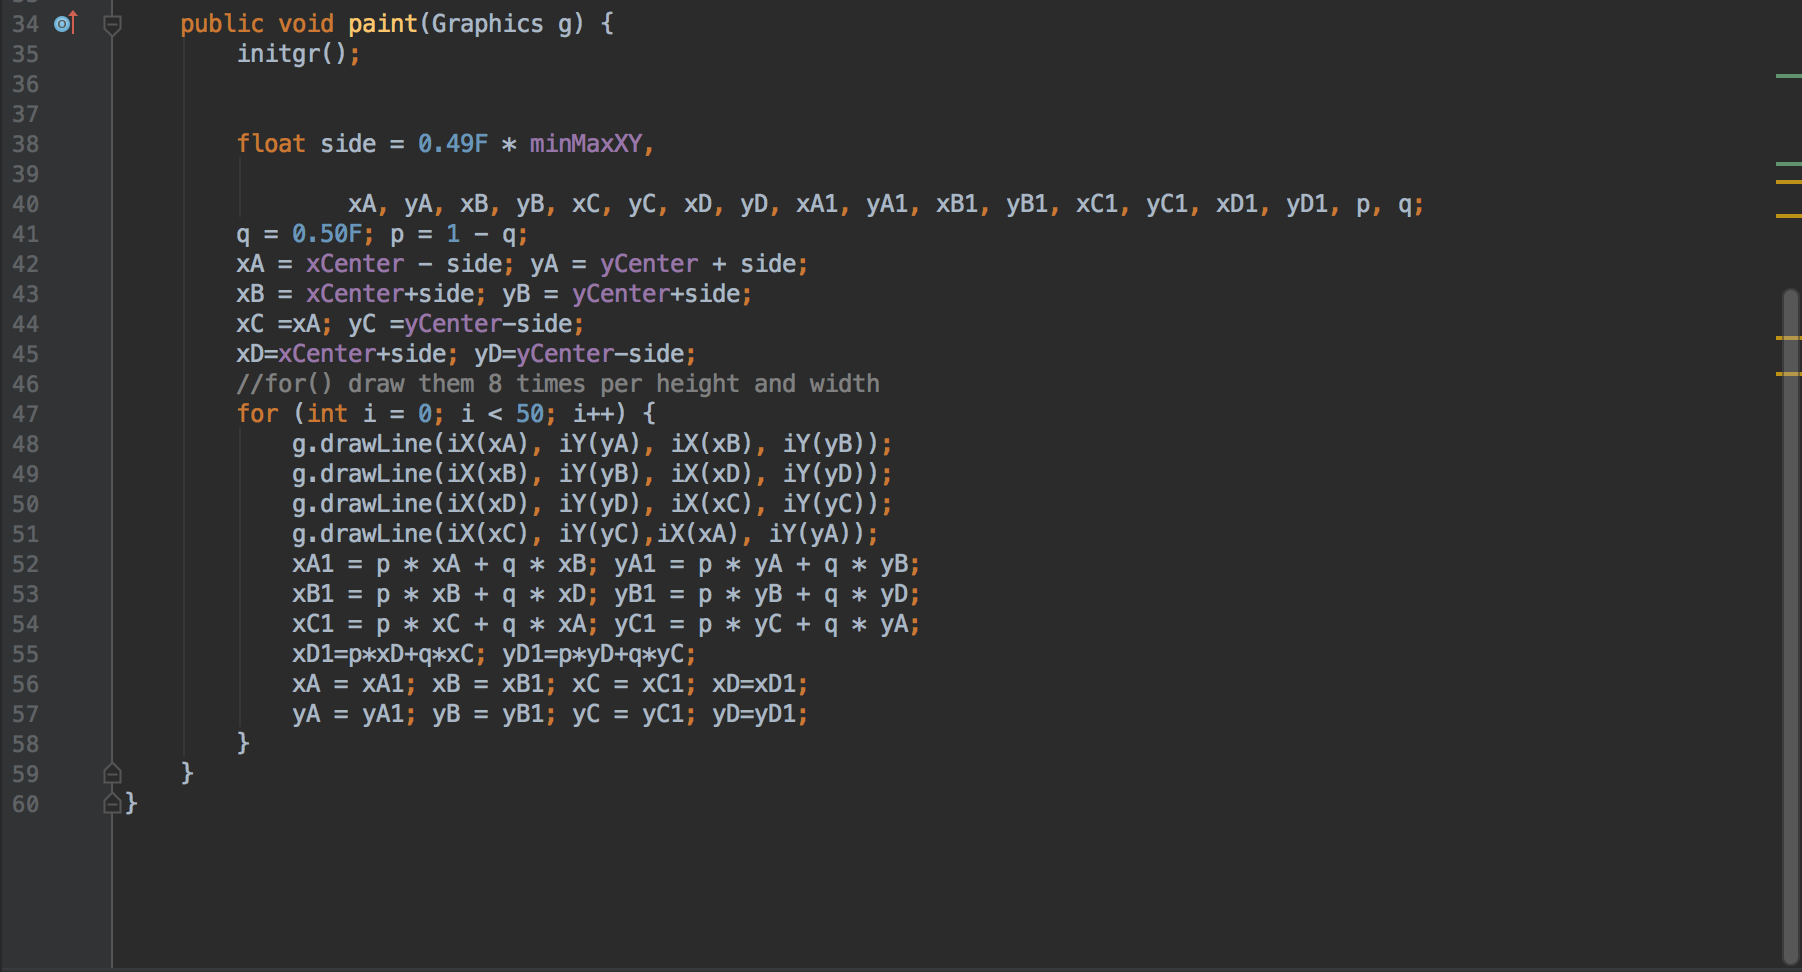 34 public void paint(Graphics g) {
35 initgr();
36
37
38 float side = 0.49F * minMaxXY,
39
40 xA, yA, xB, yB, xC, yC, xD, yD, xA1, yA1, xB1, yB1, xC1, yC1, xD1, yD1, p, q;
41 q = 0.50F; p = 1 - q;
42 xA = xCenter - side; yA = yCenter + side;
43 xB = xCenter+side; yB = yCenter+side;
44 xC =xA; yC =yCenter-side;
45 xD=xCenter+side; yD=yCenter-side;
46 //for() draw them 8 times per height and width
47 for (int i = 0; i < 50; i++) {
48 g.drawLine(iX(xA), iY(yA), iX(xB), iY(yB));
49 g.drawLine(iX(xB), iY(yB), iX(xD), iY(yD));
50 g.drawLine(iX(xD), iY(yD), iX(xC), iY(yC));
51 g.drawLine(iX(xC), iY(yC),iX(xA), iY(yA));
52 xA1 = p * xA + q * xB; yA1 = p * yA + q * yB;
53 xB1 = p * xB + q * xD; yB1 = p * yB + q * yD;
54 xC1 = p * xC + q * xA; yC1 = p * yC + q * yA;
55 xD1=p*xD+q*xC; yD1=p*yD+q*yC;
56 xA = xA1; xB = xB1; xC = xC1; xD=xD1;
57 yA = yA1; yB = yB1; yC = yC1; yD=yD1;
58 }
59 }
60 }